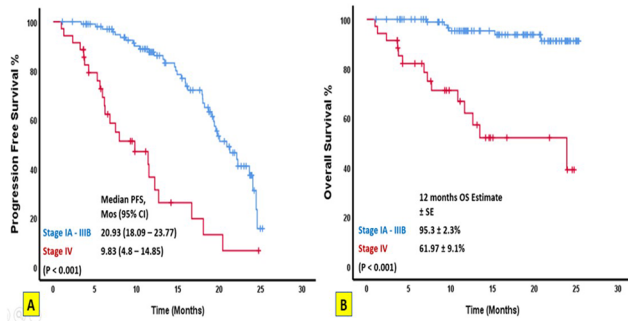 A
Progression Free Survival %
100
80
60
40
20
0
Median PFS,
Mos (95% CI)
Stage IA - IIIB 20.93 (18.09 – 23.77)
Stage IV 9.83 (4.8 – 14.85)
(P < 0.001)
0 5 10 15 20 25 30
Time (Months)
A
B
Overall Survival %
100
80
60
40
20
0
12 months OS Estimate
± SE
Stage IA – IIIB 95.3 ± 2.3%
Stage IV 61.97 ± 9.1%
(P < 0.001)
0 5 10 15 20 25 30
Time (Months)
B